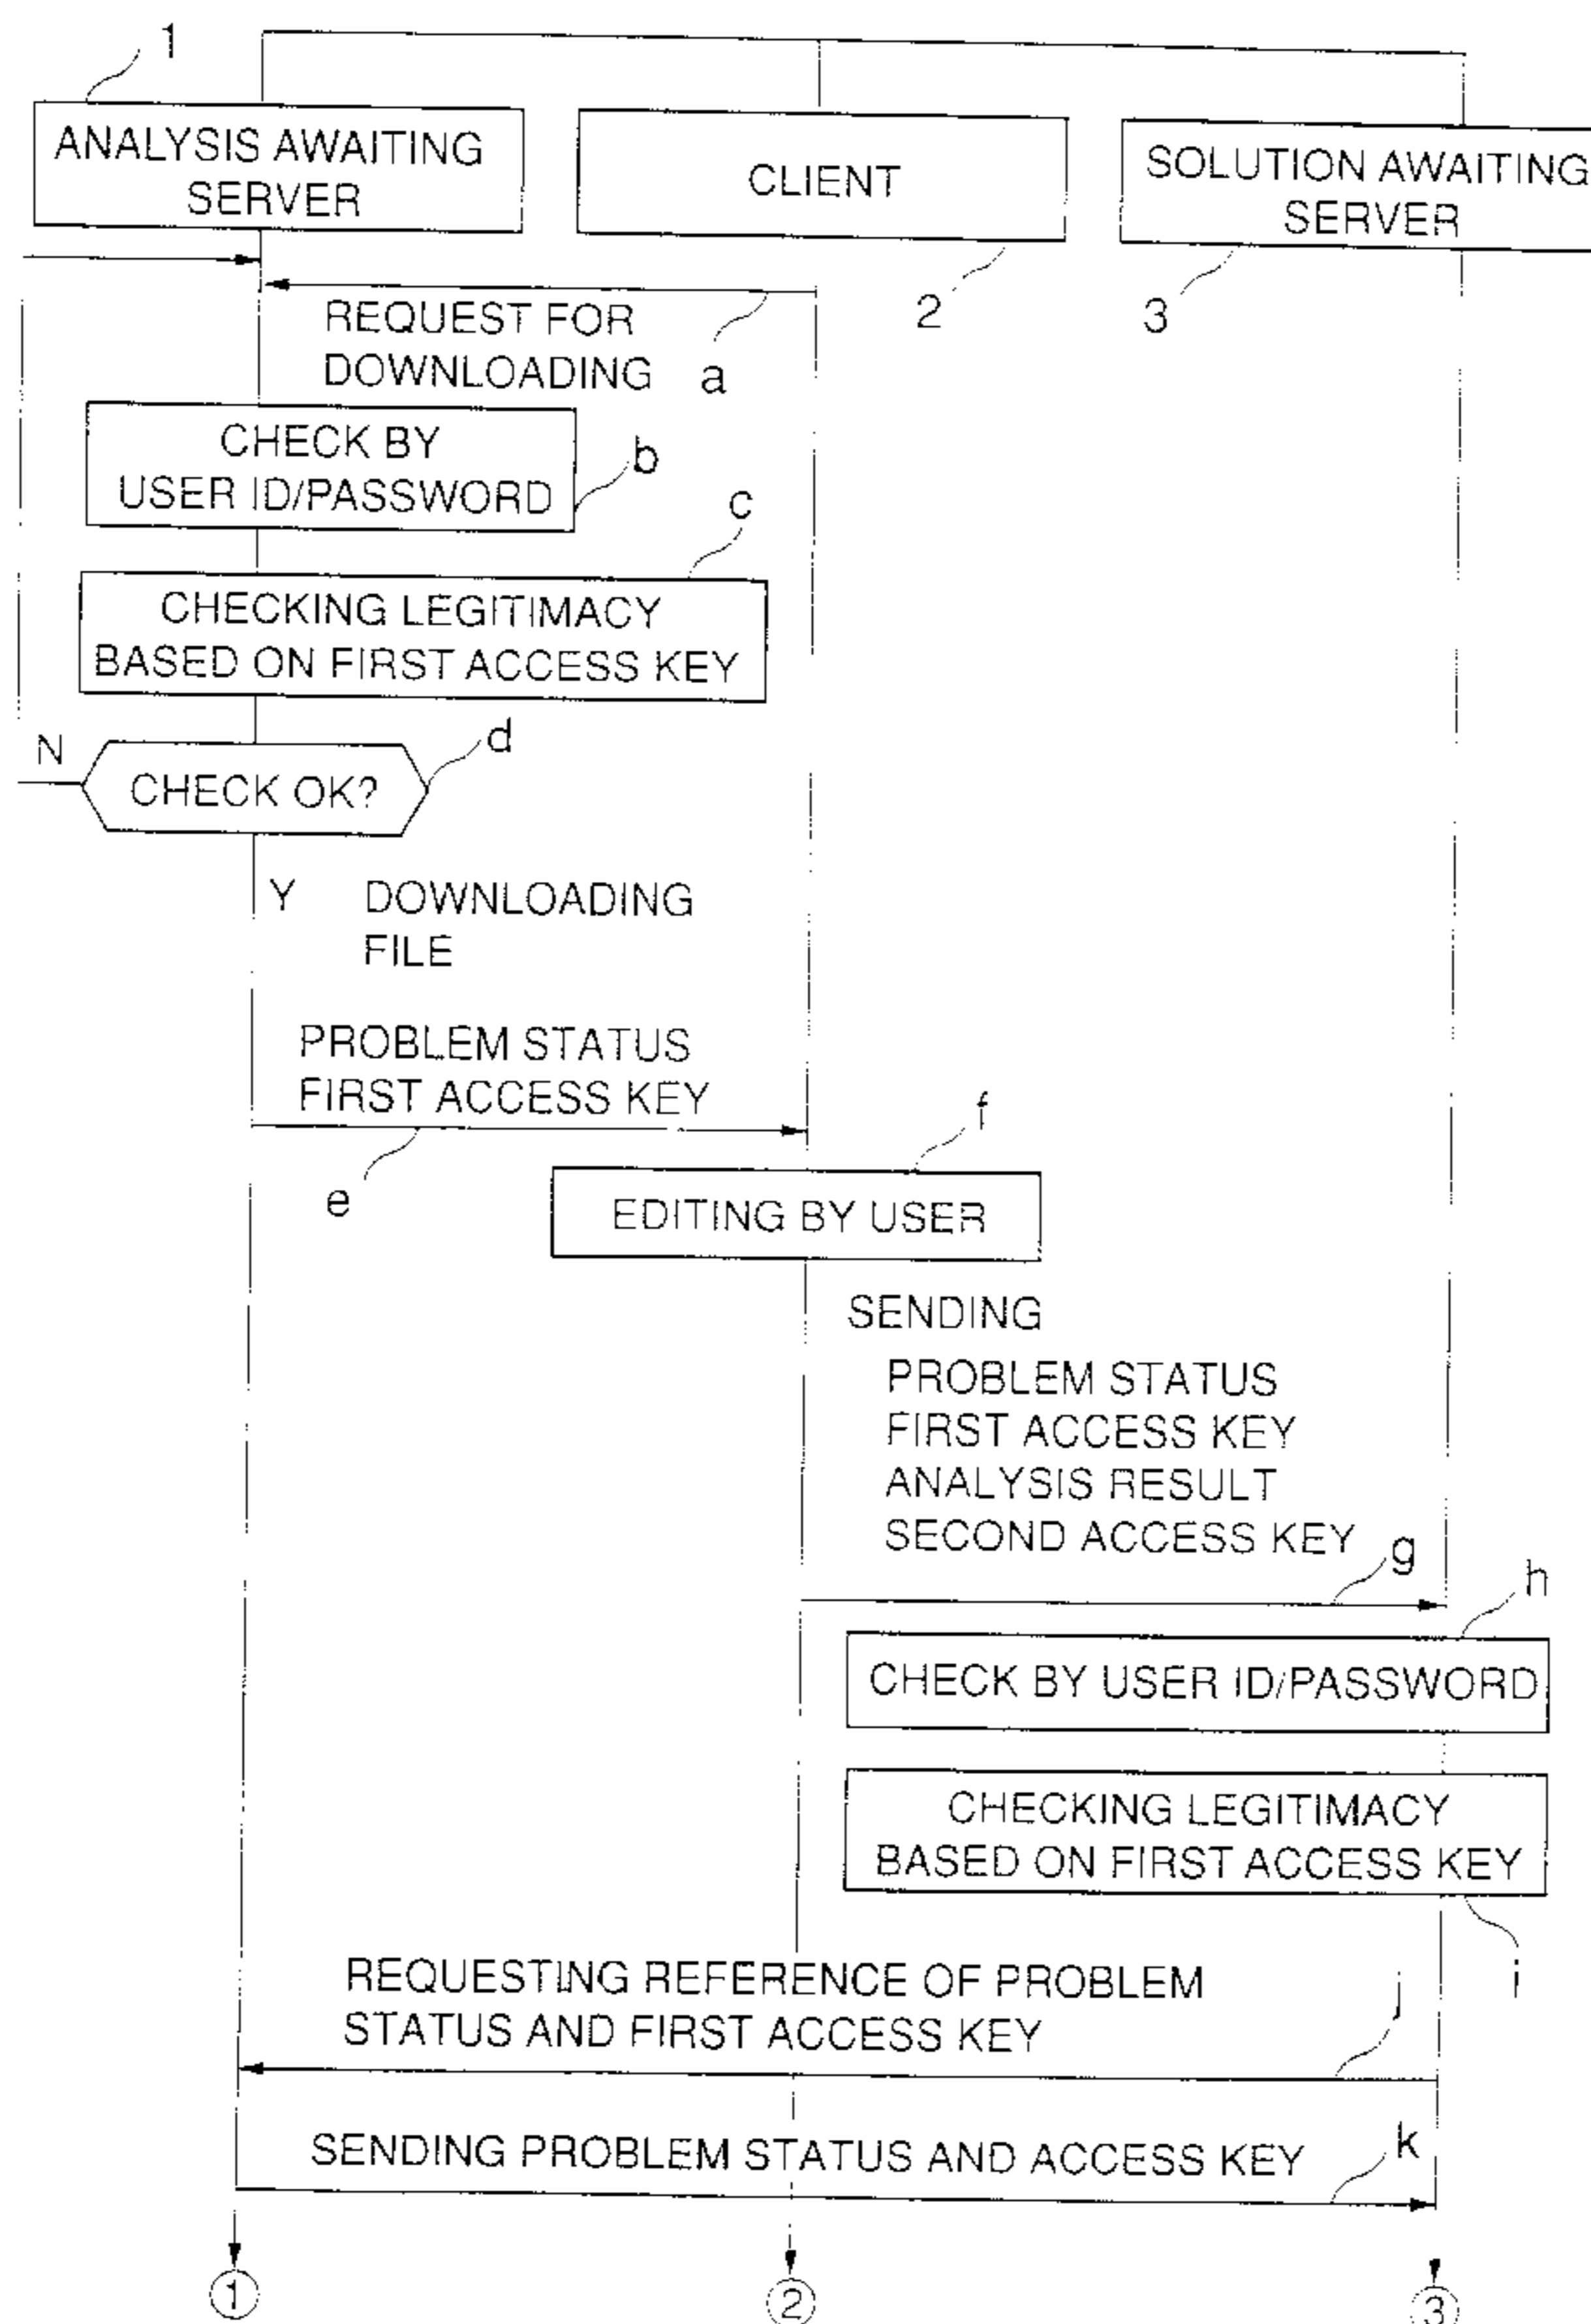 1
ANALYSIS AWAITING
SERVER
CLIENT
SOLUTION AWAITING
SERVER
2
3
REQUEST FOR
DOWNLOADING
a
CHECK BY
USER ID/PASSWORD
b
c
CHECKING LEGITIMACY
BASED ON FIRST ACCESS KEY
N
CHECK OK?
d
Y
DOWNLOADING
FILE
PROBLEM STATUS
FIRST ACCESS KEY
e
f
EDITING BY USER
SENDING
PROBLEM STATUS
FIRST ACCESS KEY
ANALYSIS RESULT
SECOND ACCESS KEY
g
h
CHECK BY USER ID/PASSWORD
CHECKING LEGITIMACY
BASED ON FIRST ACCESS KEY
i
REQUESTING REFERENCE OF PROBLEM
STATUS AND FIRST ACCESS KEY
j
SENDING PROBLEM STATUS AND ACCESS KEY
k
①
②
③